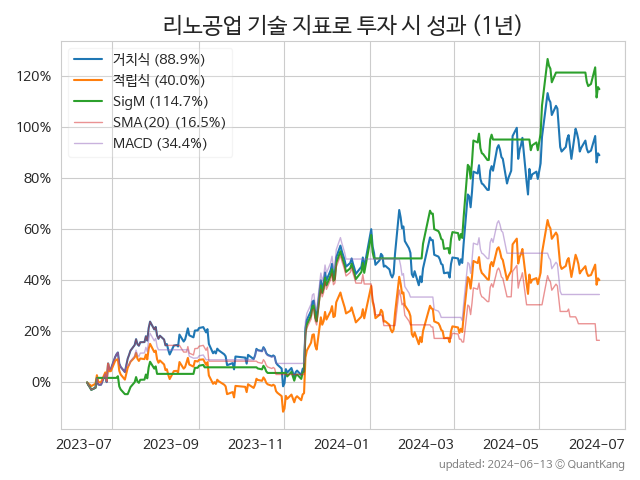 리노공업 기술 지표로 투자 시 성과 (1년)
거치식 (88.9%)
적립식 (40.0%)
SigM (114.7%)
SMA(20) (16.5%)
MACD (34.4%)
120%
100%
80%
60%
40%
20%
0%
2023-07 2023-09 2023-11 2024-01 2024-03 2024-05 2024-07
updated: 2024-06-13 © QuantKang